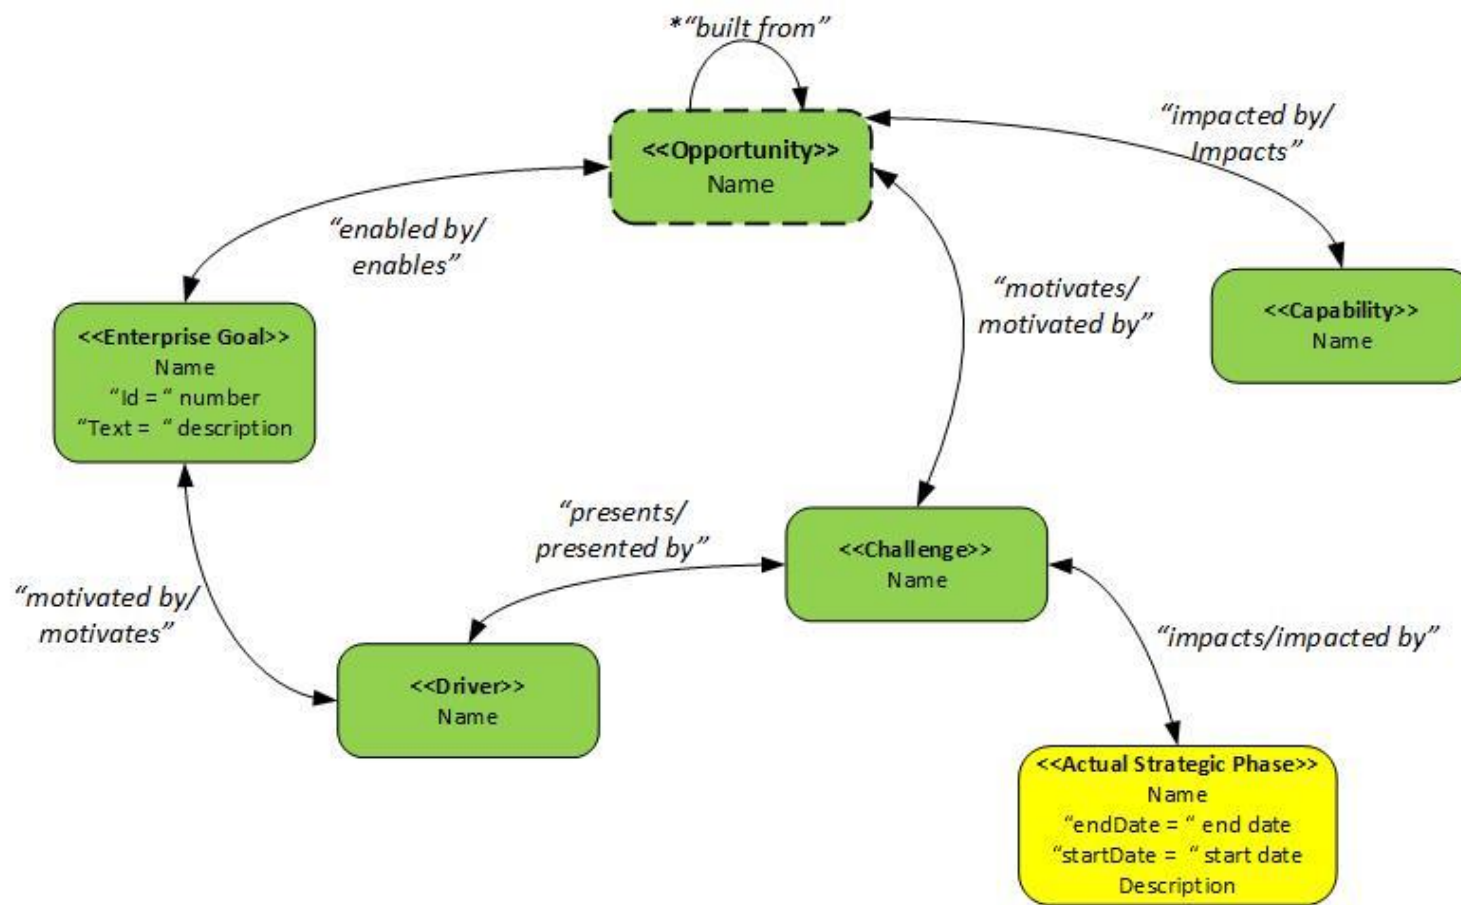 *“built from”
<<Opportunity>>
Name
“impacted by/
Impacts”
“enabled by/
enables”
“motivates/
motivated by”
<<Capability>>
Name
<<Enterprise Goal>>
Name
“Id = “ number
“Text =  “ description
“presents/
presented by”
<<Challenge>>
Name
“motivated by/
motivates”
“impacts/impacted by”
<<Driver>>
Name
<<Actual Strategic Phase>>
Name
“endDate = “ end date
“startDate =  “ start date
Description